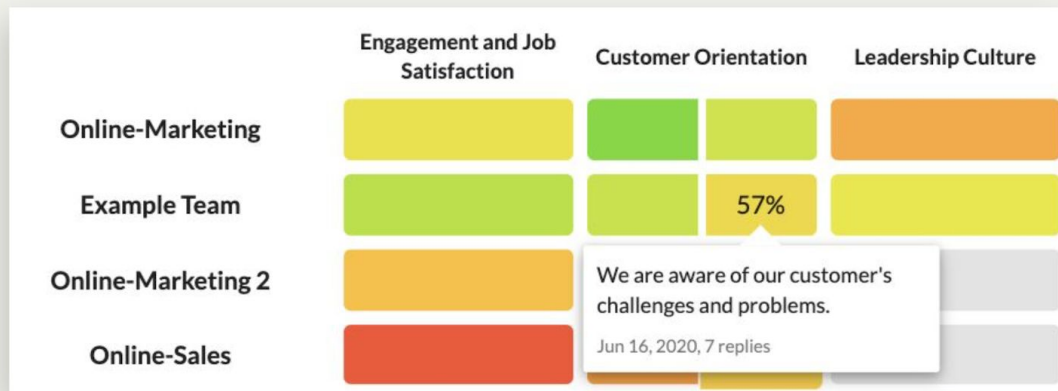 Engagement and Job
Satisfaction
Customer Orientation
Leadership Culture
Online-Marketing
Example Team
57%
Online-Marketing 2
We are aware of our customer's
challenges and problems.
Jun 16, 2020, 7 replies
Online-Sales